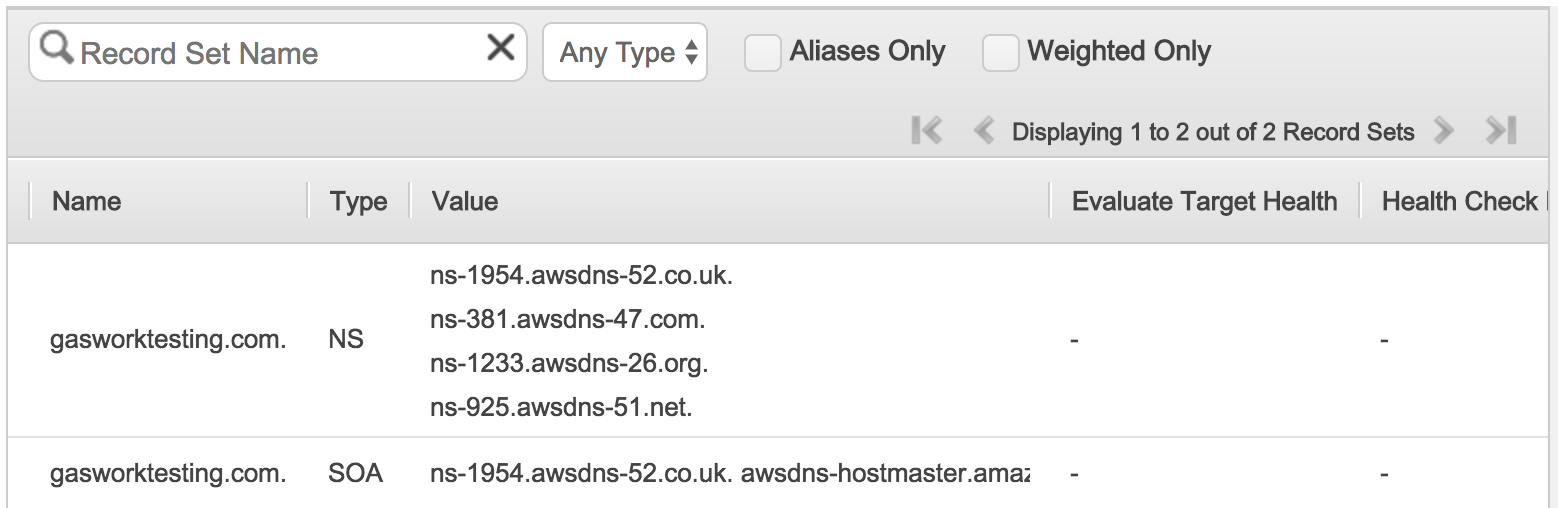 Record Set Name Any Type Aliases Only Weighted Only
Displaying 1 to 2 out of 2 Record Sets
Name Type Value Evaluate Target Health Health Check
ns-1954.awsdns-52.co.uk.
ns-381.awsdns-47.com.
gasworktesting.com. NS - -
ns-1233.awsdns-26.org.
ns-925.awsdns-51.net.
gasworktesting.com. SOA ns-1954.awsdns-52.co.uk. awsdns-hostmaster.amaz - -